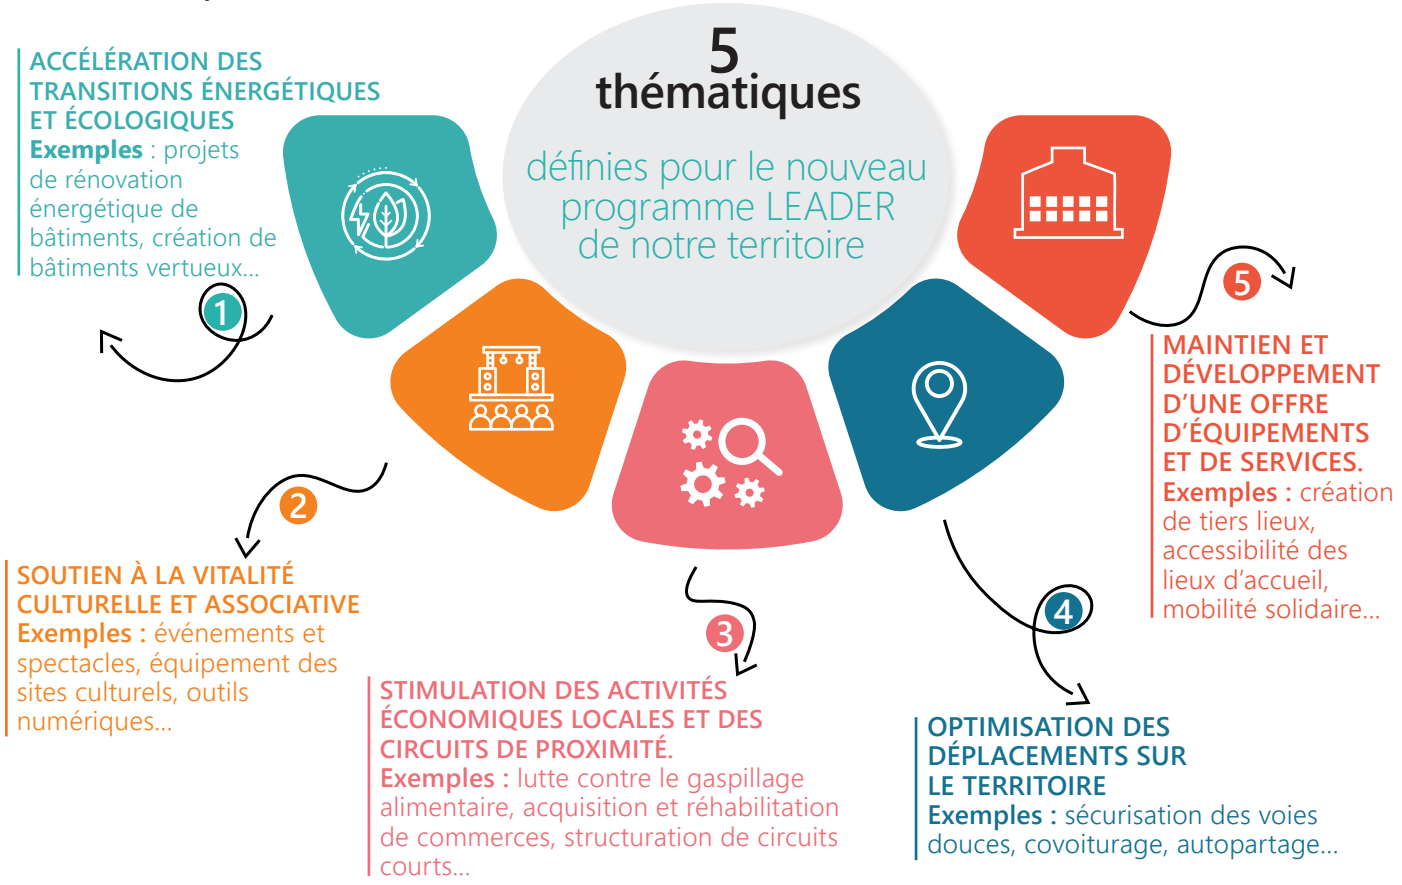 5
thématiques
définies pour le nouveau
programme LEADER
de notre territoire
ACCÉLÉRATION DES
TRANSITIONS ÉNERGÉTIQUES
ET ÉCOLOGIQUES
Exemples : projets
de rénovation
énergétique de
bâtiments, création de
bâtiments vertueux...
1
2
SOUTIEN À LA VITALITÉ
CULTURELLE ET ASSOCIATIVE
Exemples : événements et
spectacles, équipement des
sites culturels, outils
numériques...
3
STIMULATION DES ACTIVITÉS
ÉCONOMIQUES LOCALES ET DES
CIRCUITS DE PROXIMITÉ.
Exemples : lutte contre le gaspillage
alimentaire, acquisition et réhabilitation
de commerces, structuration de circuits
courts...
4
OPTIMISATION DES
DÉPLACEMENTS SUR
LE TERRITOIRE
Exemples : sécurisation des voies
douces, covoiturage, autopartage...
5
MAINTIEN ET
DÉVELOPPEMENT
D'UNE OFFRE
D'ÉQUIPEMENTS
ET DE SERVICES.
Exemples : création
de tiers lieux,
accessibilité des
lieux d'accueil,
mobilité solidaire...